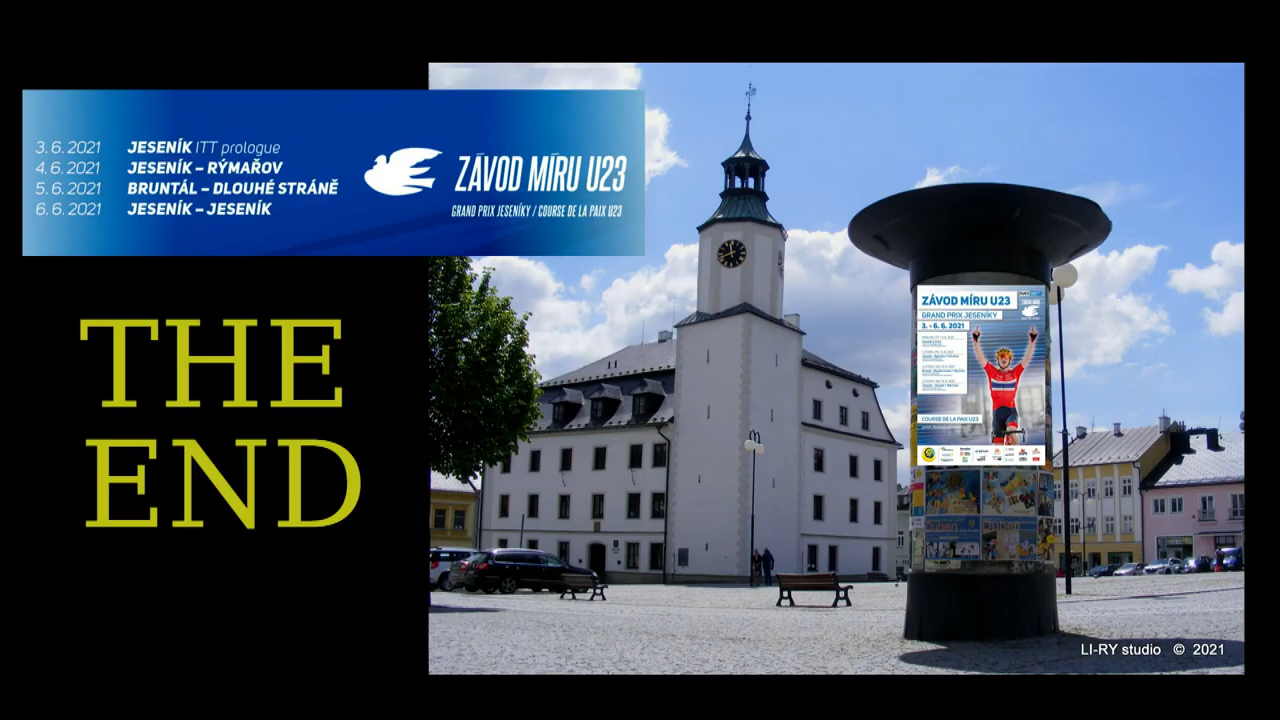 3. 6. 2021 JESENÍK ITT prologue
4. 6. 2021 JESENÍK – RÝMAŘOV
5. 6. 2021 BRUNTÁL – DLOUHÉ STRÁNĚ
6. 6. 2021 JESENÍK – JESENÍK
ZÁVOD MÍRU U23
GRAND PRIX JESENÍKY / COURSE DE LA PAIX U23
THE
END
ZÁVOD MÍRU U23
GRAND PRIX JESENÍKY
3. - 6. 6. 2021
COURSE DE LA PAIX U23
Duben
Duben
LI-RY studio © 2021